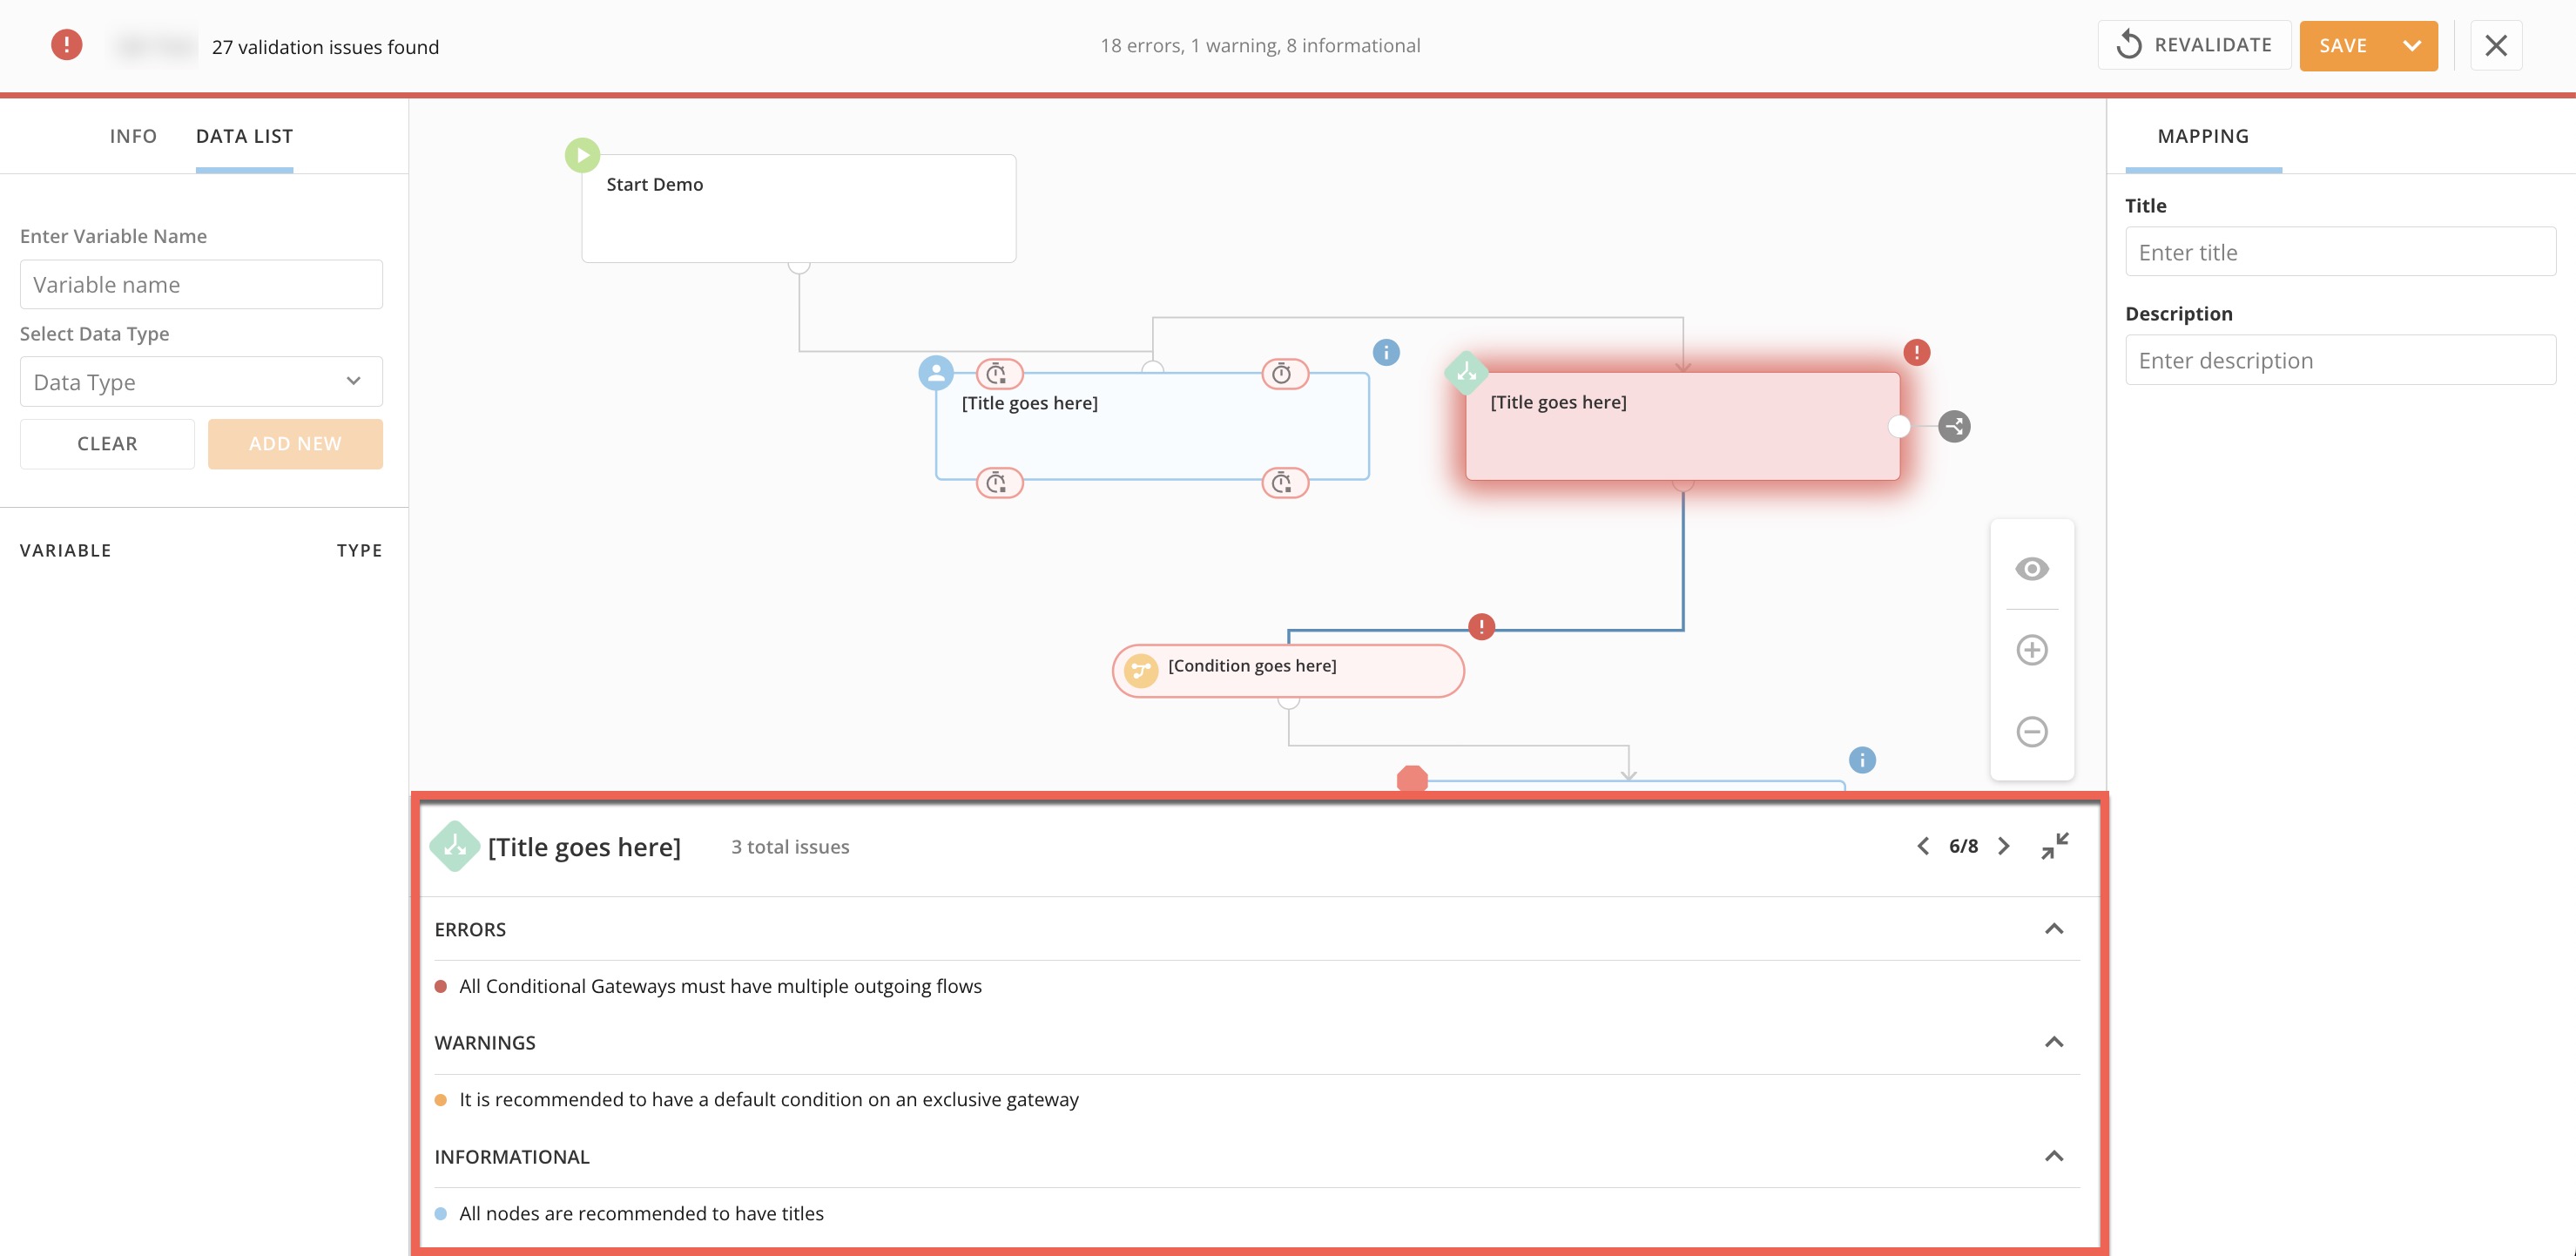 27 validation issues found
18 errors, 1 warning, 8 informational
REVALIDATE
SAVE
INFO
DATA LIST
MAPPING
Enter Variable Name
Variable name
Select Data Type
Data Type
CLEAR
ADD NEW
VARIABLE
TYPE
Start Demo
[Title goes here]
[Title goes here]
[Condition goes here]
Title
Enter title
Description
Enter description
[Title goes here]
3 total issues
6/8
ERRORS
All Conditional Gateways must have multiple outgoing flows
WARNINGS
It is recommended to have a default condition on an exclusive gateway
INFORMATIONAL
All nodes are recommended to have titles